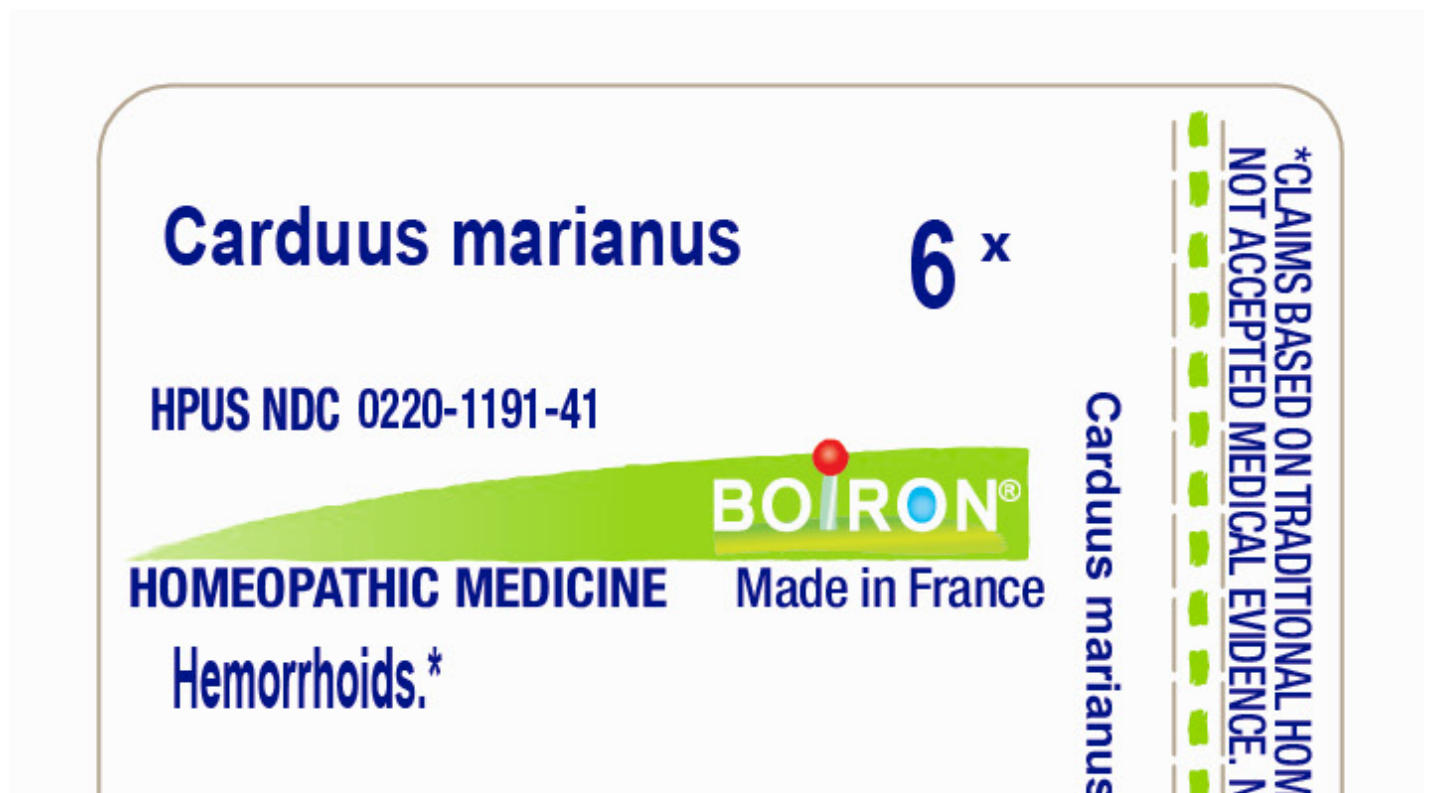 Carduus marianus
6 x
HPUS NDC 0220-1191-41
BOIRON®
HOMEOPATHIC MEDICINE
Made in France
Hemorrhoids.*
Carduus marianus
*CLAIMS BASED ON TRADITIONAL
NOT ACCEPTED MEDICAL EVIDENCE.